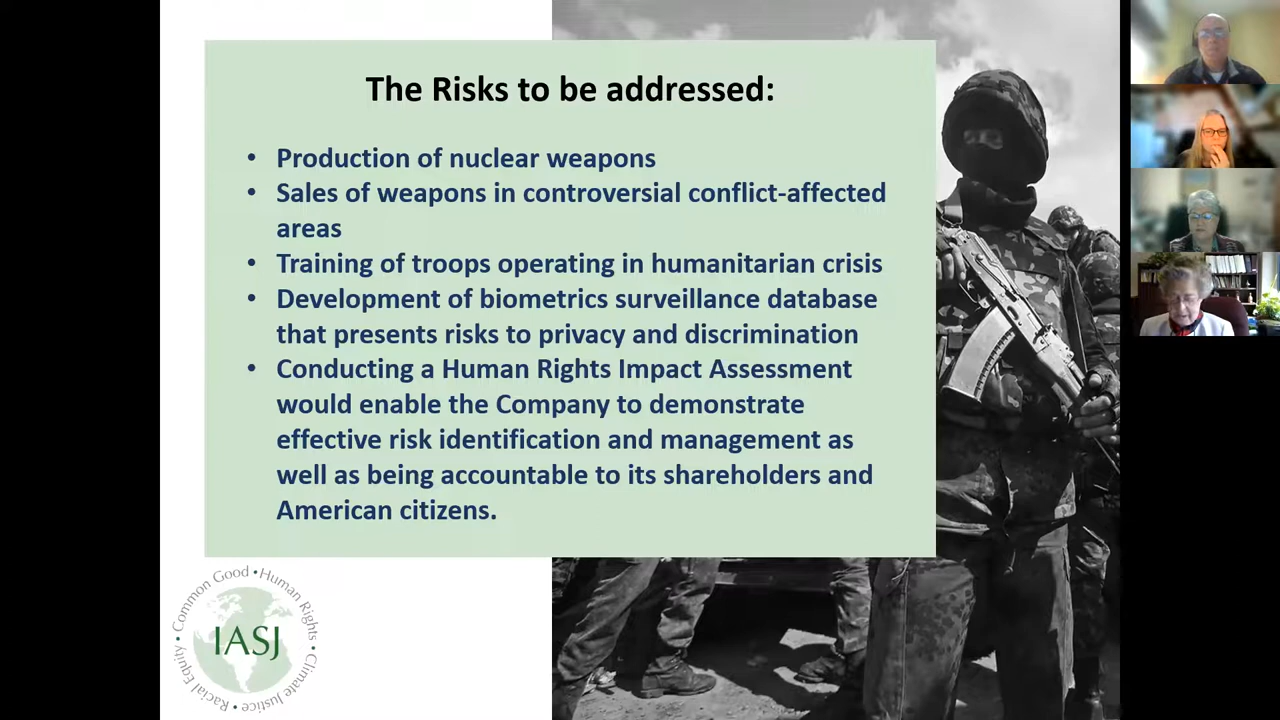 The Risks to be addressed:
• Production of nuclear weapons
• Sales of weapons in controversial conflict-affected
areas
• Training of troops operating in humanitarian crisis
• Development of biometrics surveillance database
that presents risks to privacy and discrimination
• Conducting a Human Rights Impact Assessment
would enable the Company to demonstrate
effective risk identification and management as
well as being accountable to its shareholders and
American citizens.
Common Good • Human Rights • Climate Justice • Racial Equity •
IASJ